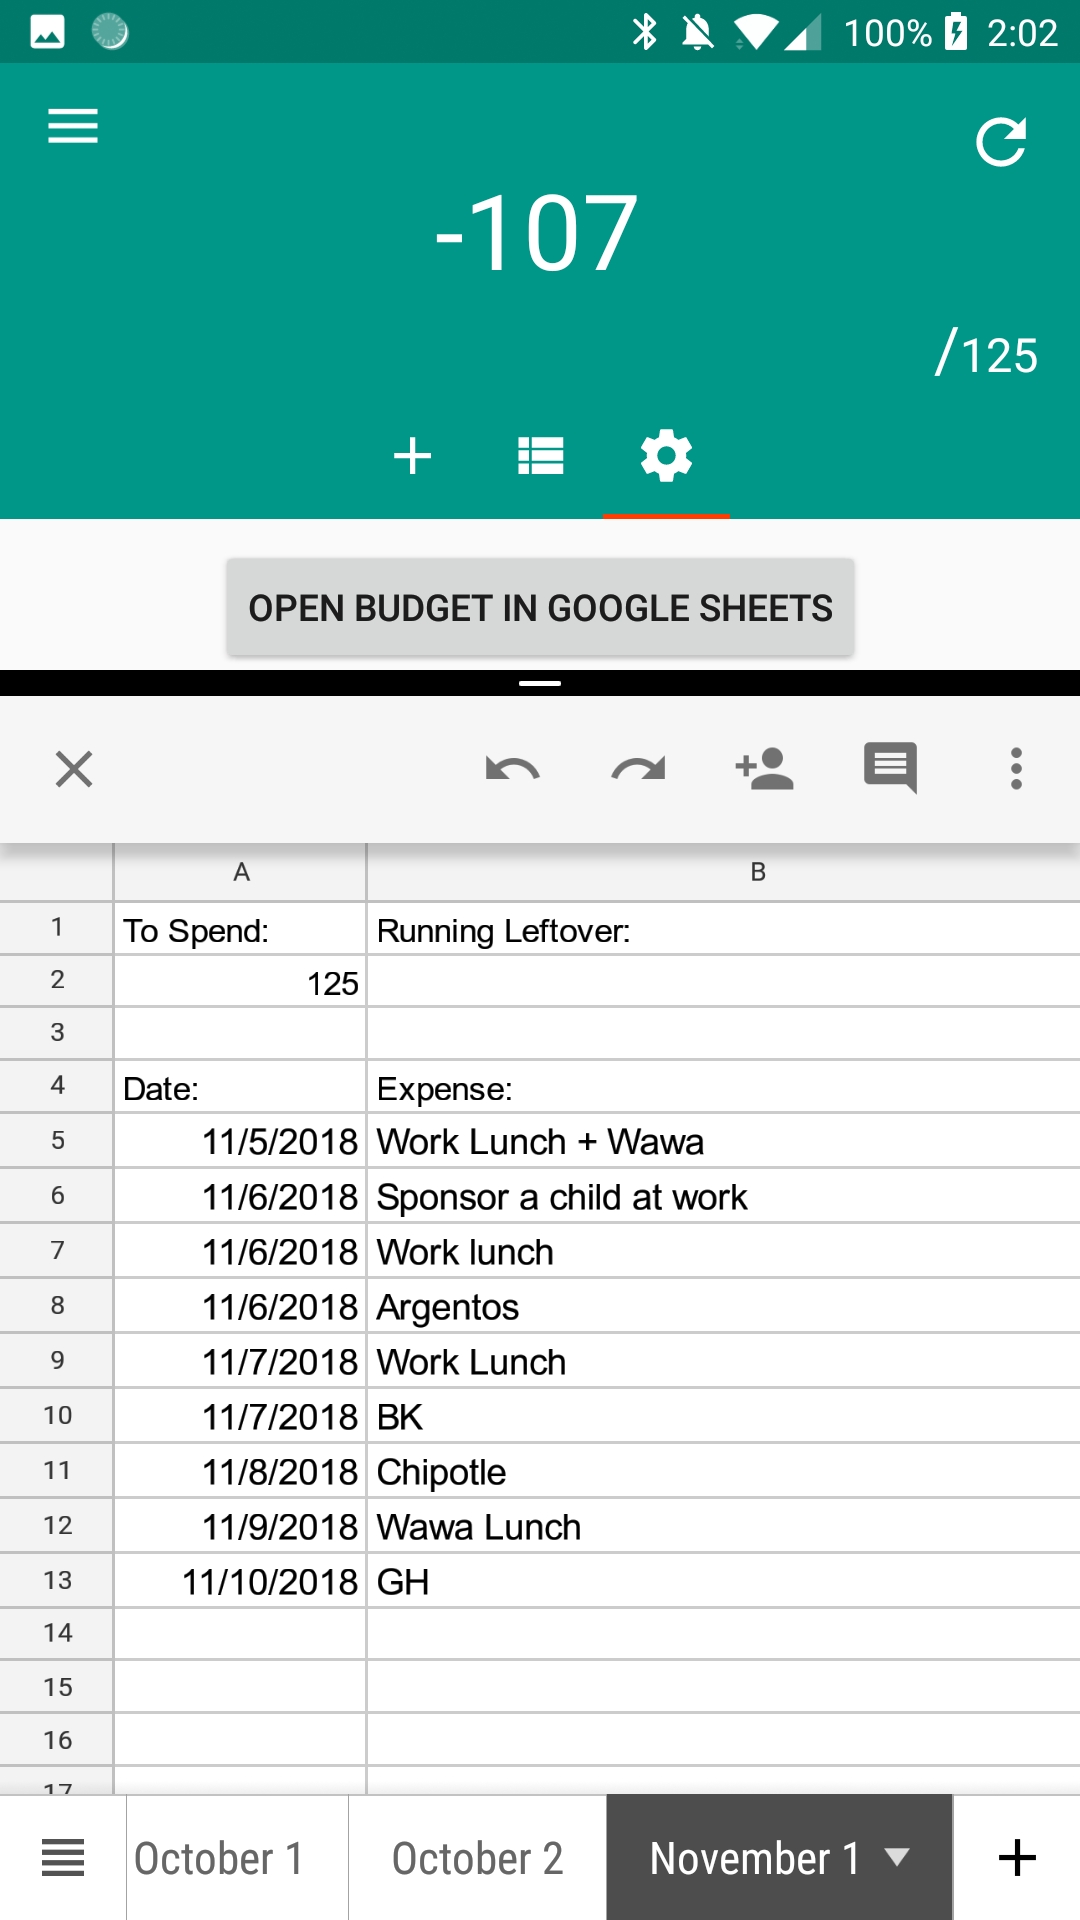 100% 2:02
-107
/125
OPEN BUDGET IN GOOGLE SHEETS
A B
1 To Spend: Running Leftover:
2 125
3
4 Date: Expense:
5 11/5/2018 Work Lunch + Wawa
6 11/6/2018 Sponsor a child at work
7 11/6/2018 Work lunch
8 11/6/2018 Argentos
9 11/7/2018 Work Lunch
10 11/7/2018 BK
11 11/8/2018 Chipotle
12 11/9/2018 Wawa Lunch
13 11/10/2018 GH
14
15
16
17
October 1 October 2 November 1